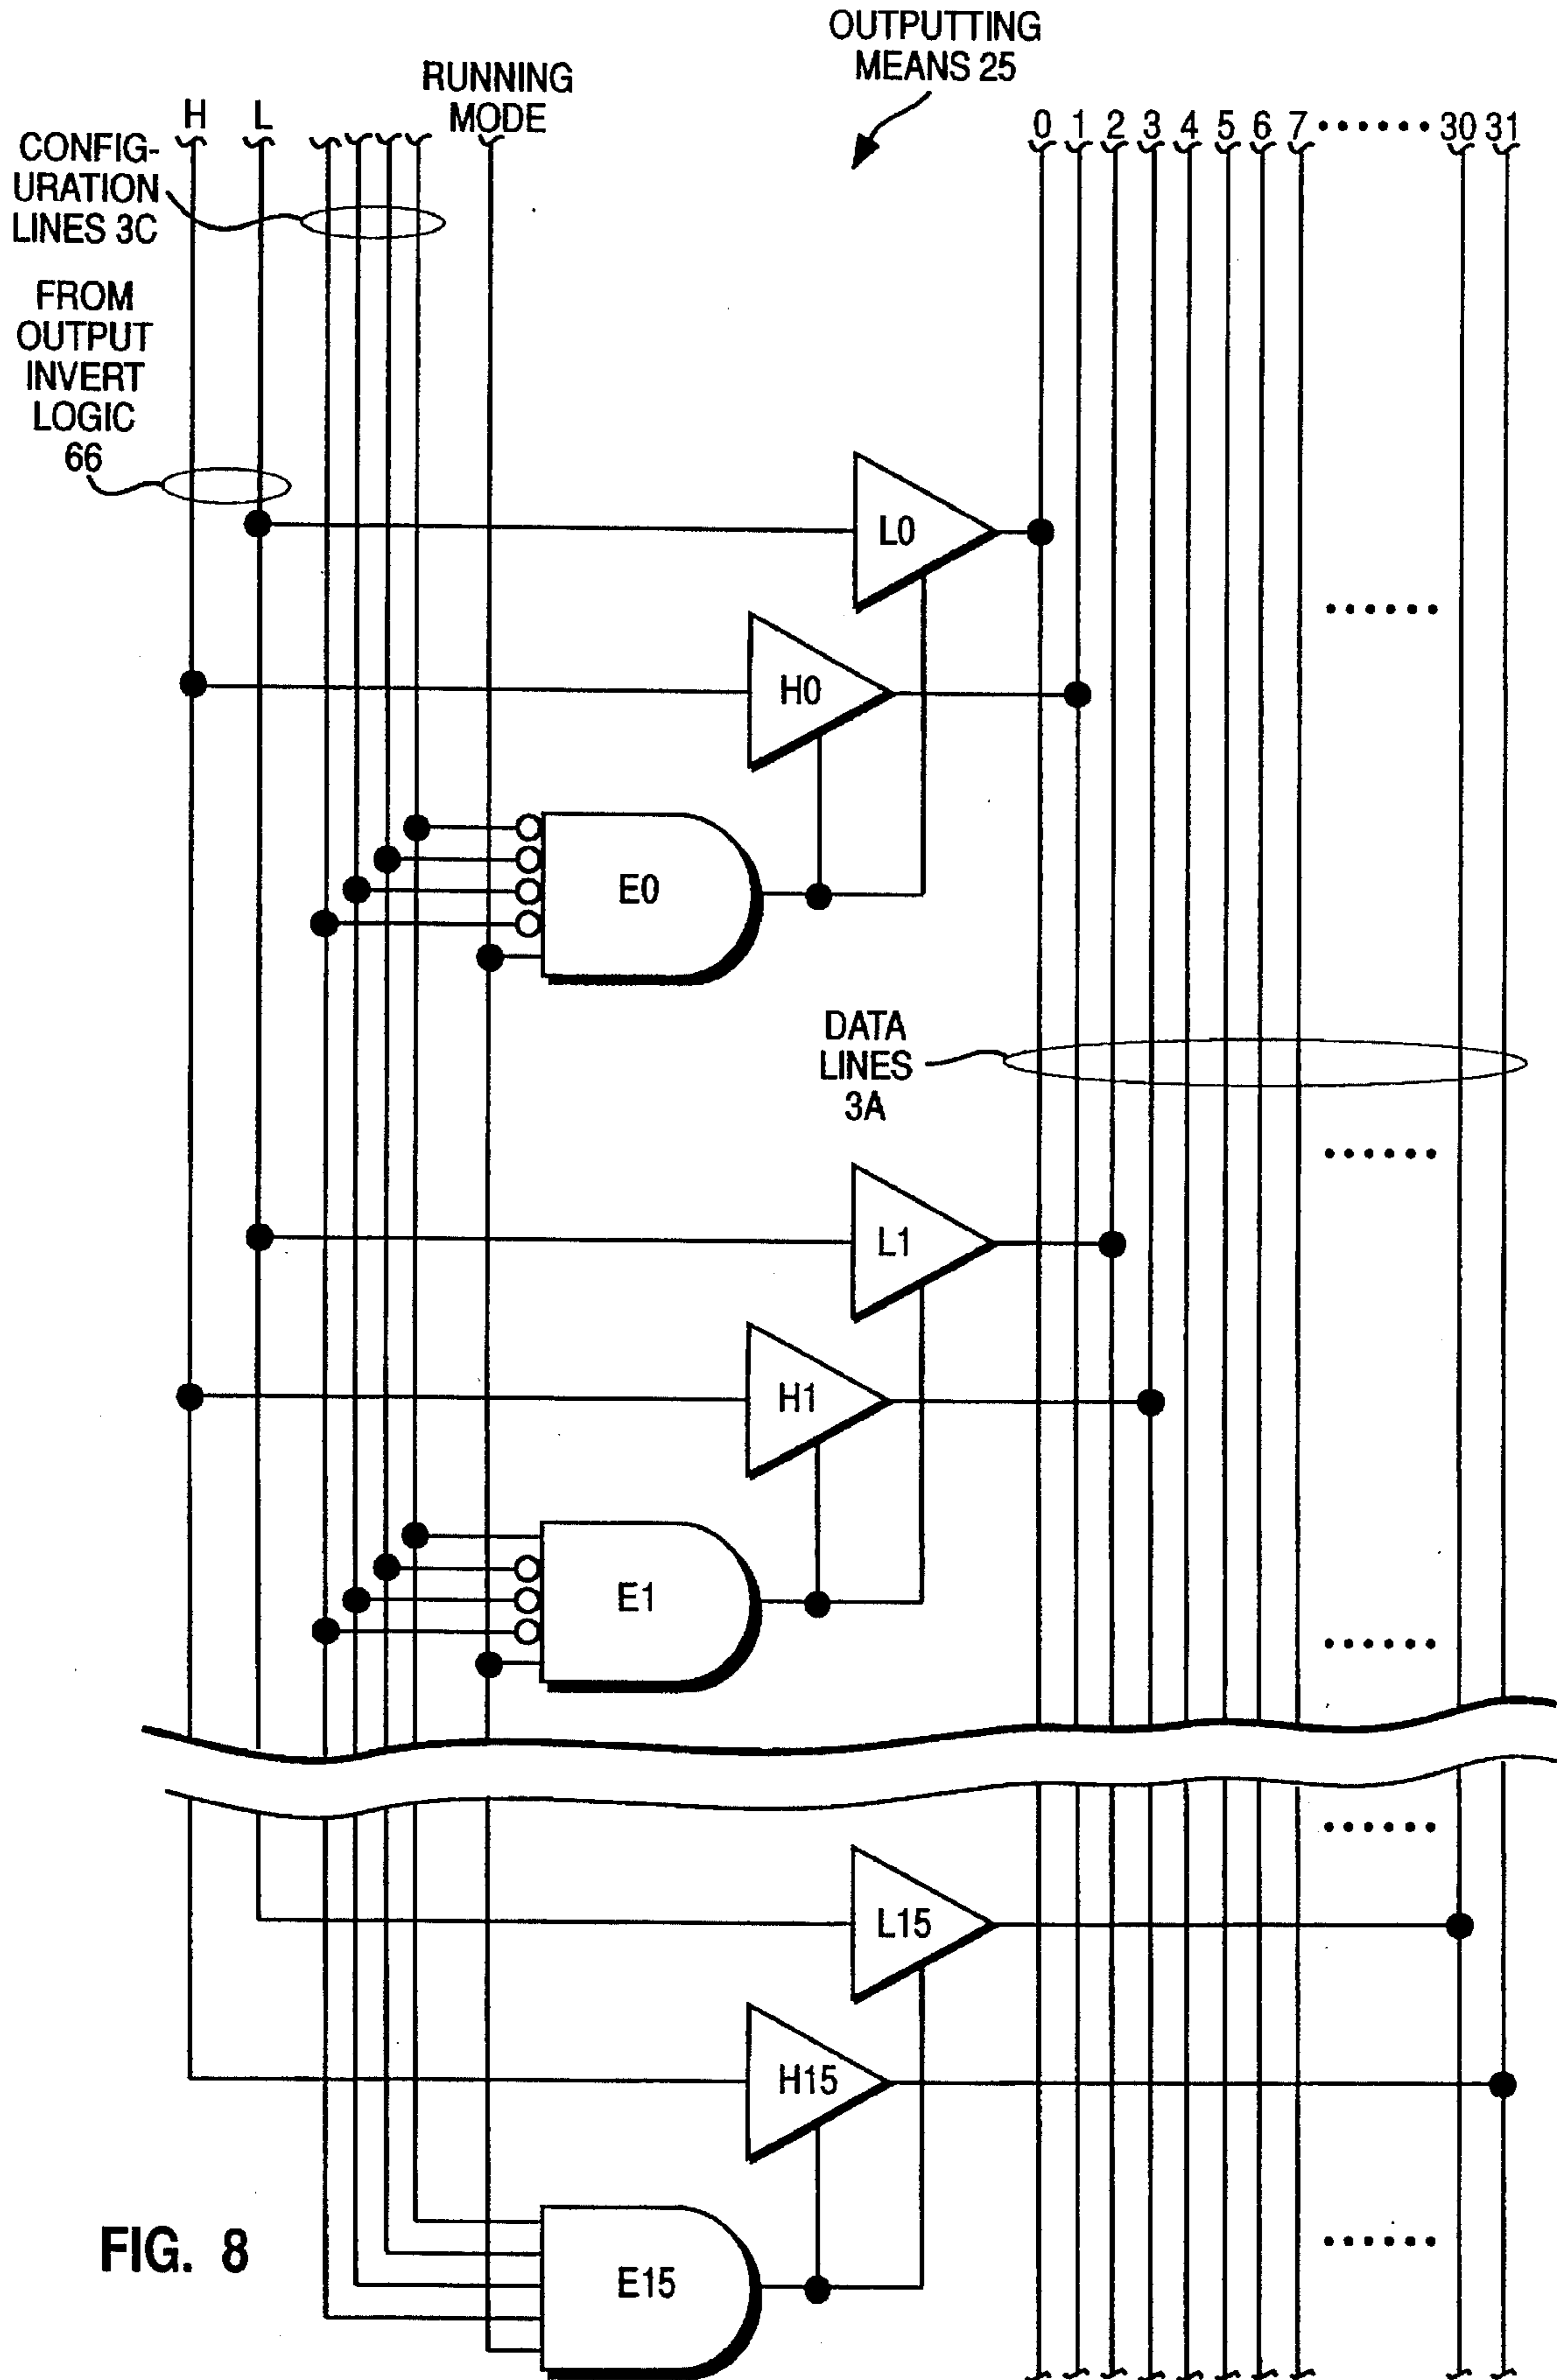 OUTPUTTING
MEANS 25
RUNNING
MODE
H L
0 1 2 3 4 5 6 7 ······ 30 31
CONFIG-
URATION
LINES 3C
FROM
OUTPUT
INVERT
LOGIC
66
L0
······
H0
E0
DATA
LINES
3A
······
L1
H1
E1
······
······
L15
H15
FIG. 8
······
E15